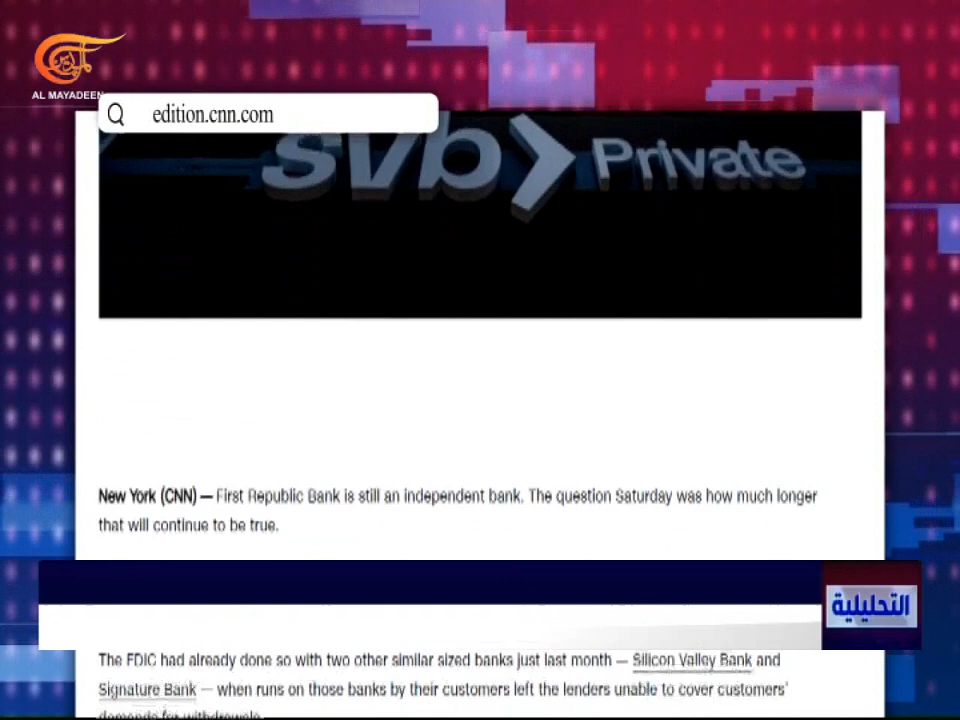 AL MAYADEEN
edition.cnn.com
svb Private
New York (CNN) — First Republic Bank is still an independent bank. The question Saturday was how much longer
that will continue to be true.
التحليلية
The FDIC had already done so with two other similar sized banks just last month — Silicon Valley Bank and
Signature Bank — when runs on those banks by their customers left the lenders unable to cover customers'
demands for withdrawals.